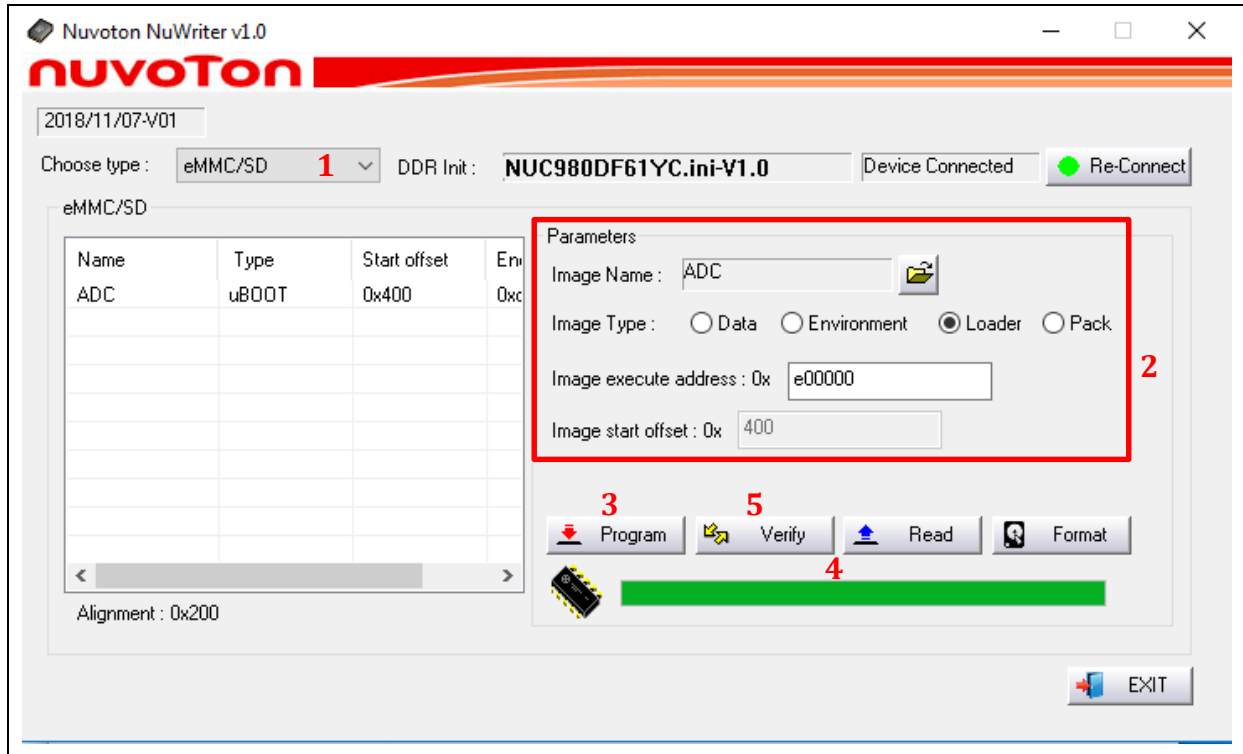 Nuvoton NuWriter v1.0
nuvoTon
2018/11/07-V01
Choose type : eMMC/SD 1 DDR Init : NUC980DF61YC.ini-V1.0 Device Connected Re-Connect
eMMC/SD
Name Type Start offset
ADC uBOOT 0x400
Alignment : 0x200
Parameters
Image Name : ADC
Image Type : Data Environment Loader Pack
2
Image execute address : 0x e00000
Image start offset : 0x 400
3 5
Program Verify Read Format
4
EXIT